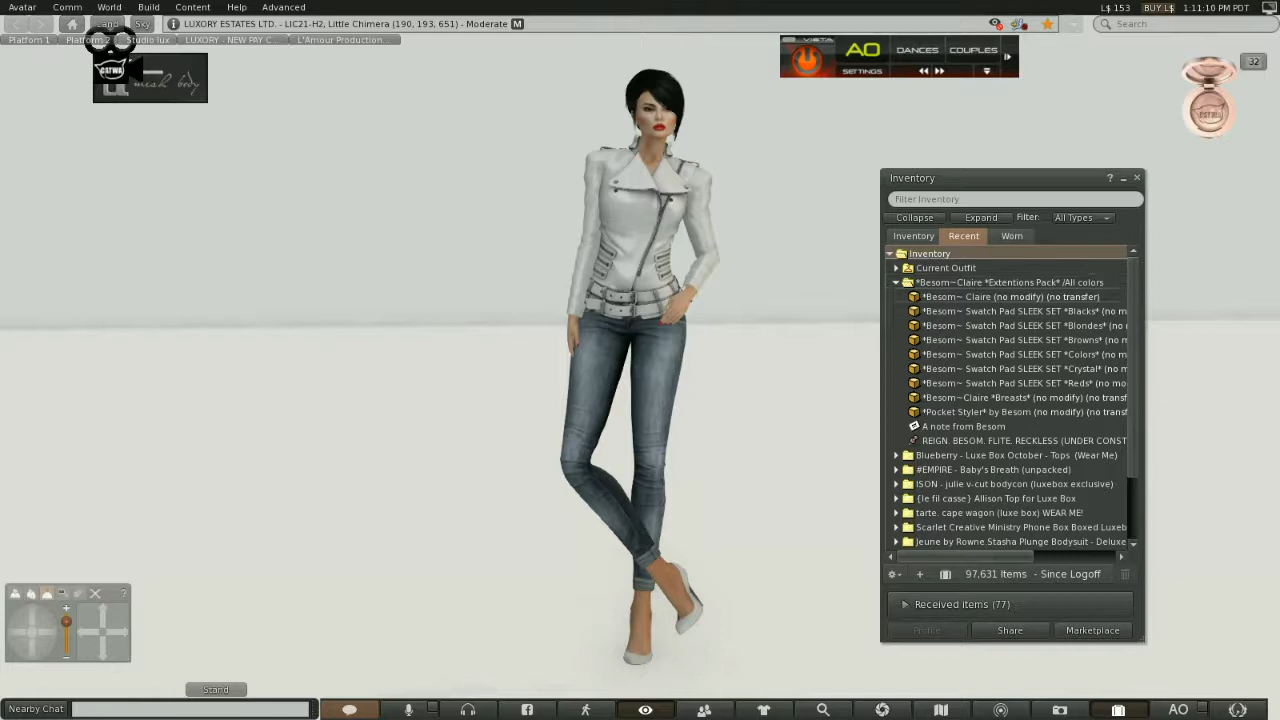 Avatar Comm World Build Content Help Advanced
L$ 153 BUY L$ 1:11:10 PM PDT
Land Sky LUXORY ESTATES LTD. - LIC21-H2, Little Chimera (190, 193, 651) - Moderate M
Search
Platfom 1 Platform 2 Studio lux LUXORY - NEW PAY C L'Amour Production...
CATWA
mesh body
VISTA
AO DANCES COUPLES
SETTINGS
32
CATWA
Inventory ?
Filter Inventory
Collapse Expand Filter: All Types
Inventory Recent Worn
Inventory
Current Outfit
*Besom~Claire *Extentions Pack* /All colors
*Besom~ Claire (no modify) (no transfer)
*Besom~ Swatch Pad SLEEK SET *Blacks* (no m
*Besom~ Swatch Pad SLEEK SET *Blondes* (no
*Besom~ Swatch Pad SLEEK SET *Browns* (no m
*Besom~ Swatch Pad SLEEK SET *Colors* (no m
*Besom~ Swatch Pad SLEEK SET *Crystal* (no m
*Besom~ Swatch Pad SLEEK SET *Reds* (no mo
*Besom~Claire *Breasts* (no modify) (no transf
*Pocket Styler* by Besom (no modify) (no transf
A note from Besom
REIGN. BESOM. FLITE. RECKLESS (UNDER CONST
Blueberry - Luxe Box October - Tops (Wear Me)
#EMPIRE - Baby's Breath (unpacked)
ISON - julie v-cut bodycon (luxebox exclusive)
{le fil casse} Allison Top for Luxe Box
tarte. cape wagon (luxe box) WEAR ME!
Scarlet Creative Ministry Phone Box Boxed Luxeb
Jeune by Rowne.Stasha Plunge Bodysuit - Deluxe
97,631 Items - Since Logoff
Received items (77)
Profile Share Marketplace
?
Stand
Nearby Chat
AO